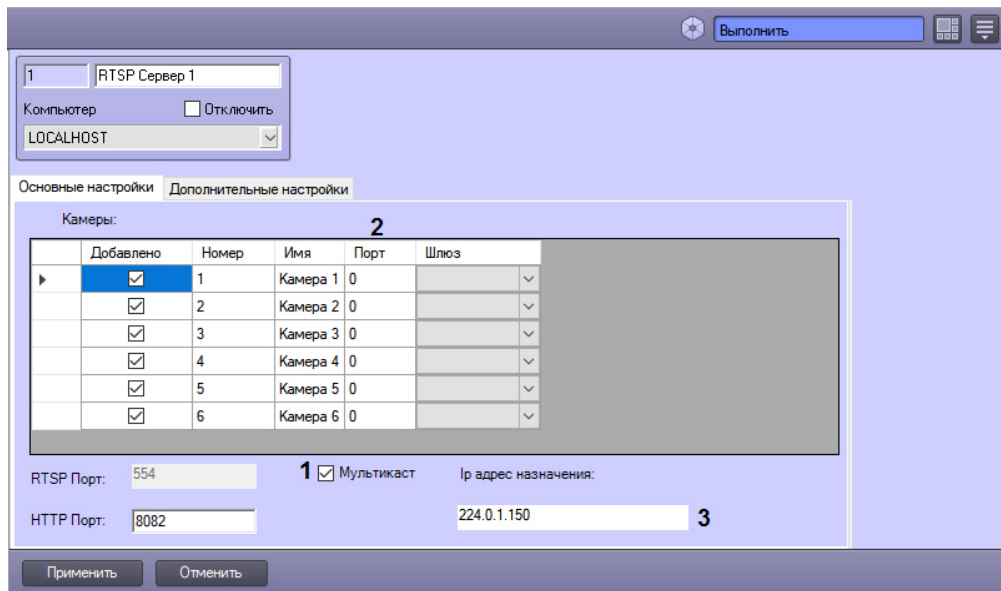 Выполнить
1 RTSP Сервер 1
Компьютер Отключить
LOCALHOST
Основные настройки Дополнительные настройки
Камеры: 2
Добавлено Номер Имя Порт Шлюз
1 Камера 1 0
2 Камера 2 0
3 Камера 3 0
4 Камера 4 0
5 Камера 5 0
6 Камера 6 0
RTSP Порт: 554 1 Мультикаст Ip адрес назначения:
HTTP Порт: 8082 224.0.1.150 3
Применить Отменить